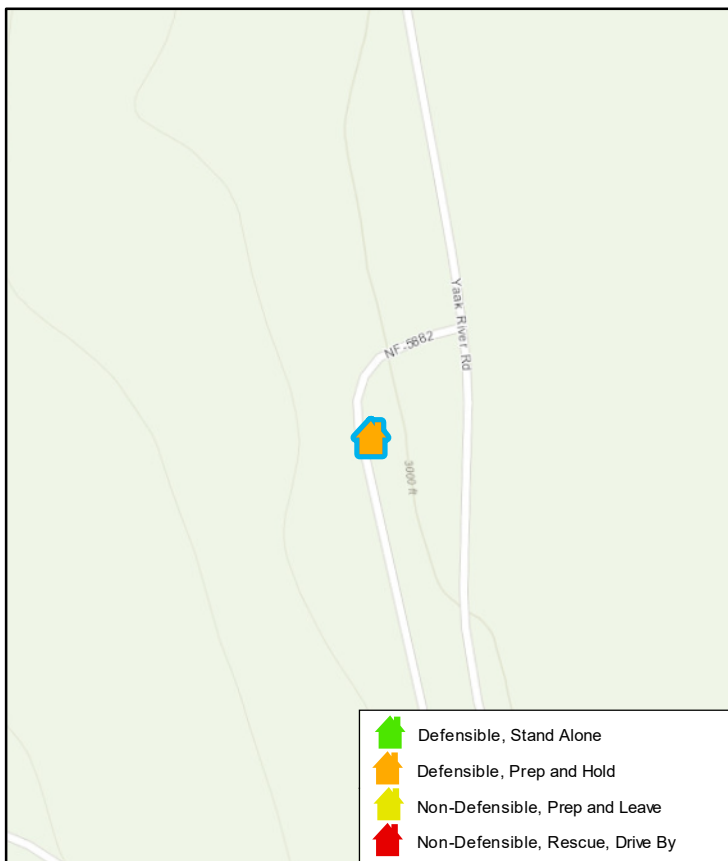 Yaak River Rd
NF-5882
3000 ft
Defensible, Stand Alone
Defensible, Prep and Hold
Non-Defensible, Prep and Leave
Non-Defensible, Rescue, Drive By